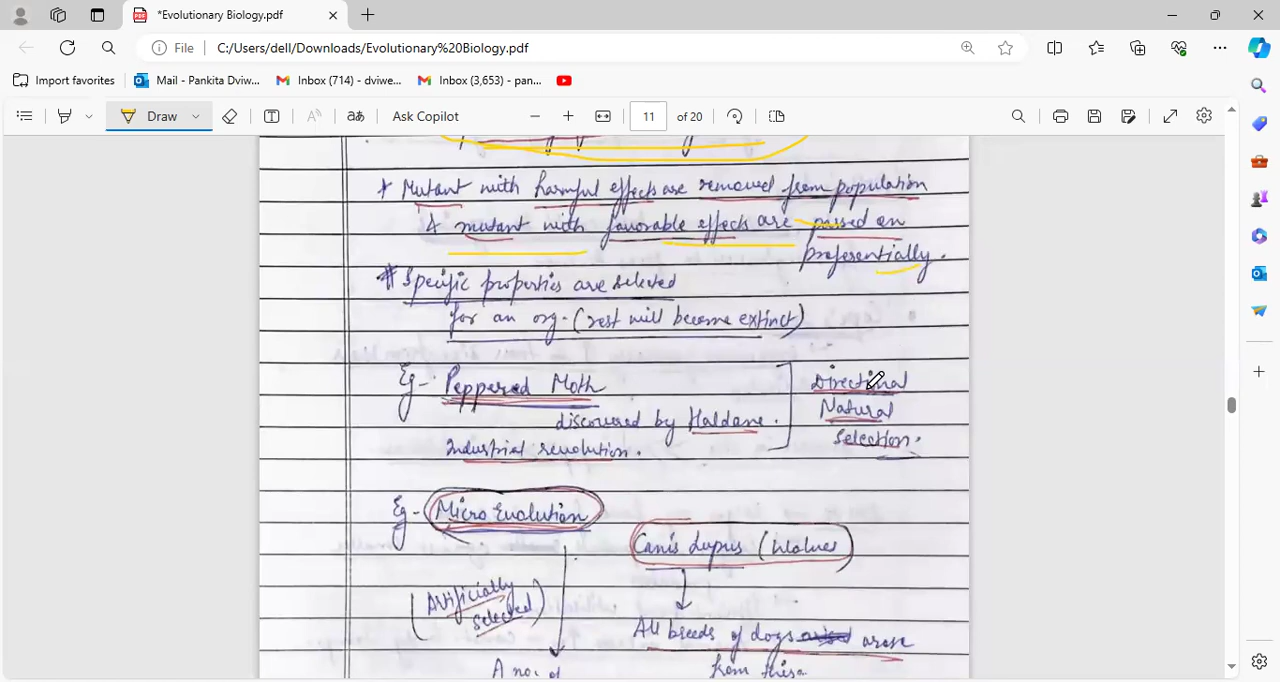 *Evolutionary Biology.pdf
File C:/Users/dell/Downloads/Evolutionary%20Biology.pdf
Import favorites Mail - Pankita Dviw... Inbox (714) - dviwe... Inbox (3,653) - pan...
Draw Ask Copilot 11 of 20
* Mutant with harmful effects are removed from population
& mutant with favorable effects are passed on
preferentially.
* Specific properties are selected
for an org. (rest will become extinct)
Eg-. Peppered Moth Directional
discovered by Haldane. Natural
Industrial revolution. Selection.
Eg- Micro Evolution
Canis Lupus (Wolves)
(Artificially
selected)
All breeds of dogs arose
A no. of from this.